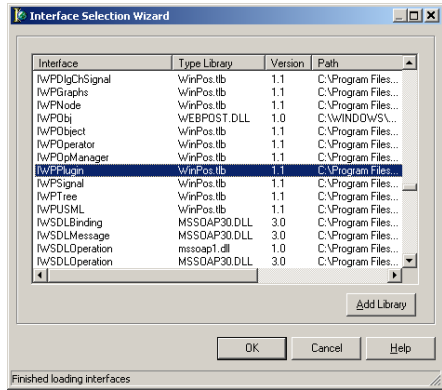 Interface Selection Wizard
Interface Type Library Version Path
IWPDlgChSignal WinPos.tlb 1.1 C:\Program Files...
IWPGraphs WinPos.tlb 1.1 C:\Program Files...
IWPNode WinPos.tlb 1.1 C:\Program Files...
IWPObj WEBPOST.DLL 1.0 C:\WINDOWS\...
IWPObject WinPos.tlb 1.1 C:\Program Files...
IWPOperator WinPos.tlb 1.1 C:\Program Files...
IWPOpManager WinPos.tlb 1.1 C:\Program Files...
IWPPlugin WinPos.tlb 1.1 C:\Program Files...
IWPSignal WinPos.tlb 1.1 C:\Program Files...
IWPTree WinPos.tlb 1.1 C:\Program Files...
IWPUSML WinPos.tlb 1.1 C:\Program Files...
IWSDLBinding MSSOAP30.DLL 3.0 C:\Program Files...
IWSDLMessage MSSOAP30.DLL 3.0 C:\Program Files...
IWSDLOperation mssoap1.dll 1.0 C:\Program Files...
IWSDLOperation MSSOAP30.DLL 3.0 C:\Program Files...
Add Library
OK Cancel Help
Finished loading interfaces